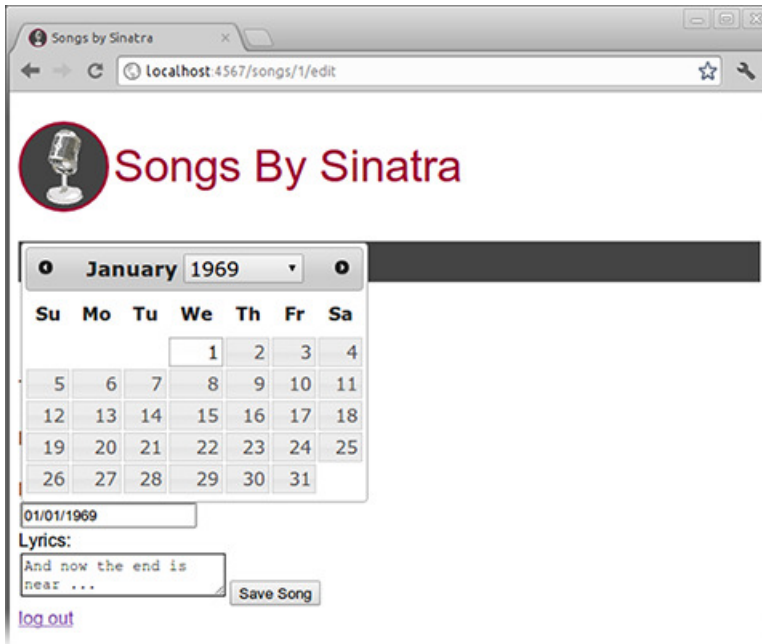 Songs by Sinatra
localhost:4567/songs/1/edit
Songs By Sinatra
January 1969
Su Mo Tu We Th Fr Sa
1 2 3 4
5 6 7 8 9 10 11
12 13 14 15 16 17 18
19 20 21 22 23 24 25
26 27 28 29 30 31
01/01/1969
Lyrics:
And now the end is
near ...
Save Song
log out